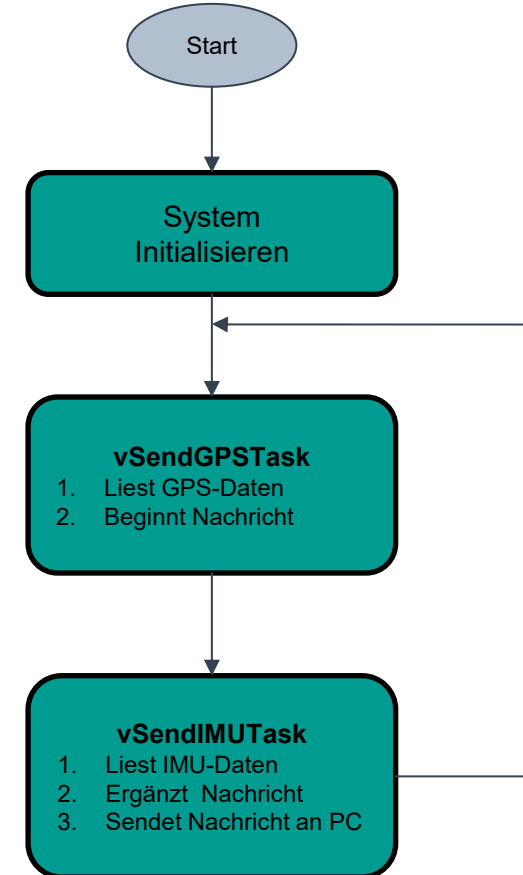 Start
System
Initialisieren
vSendGPSTask
1. Liest GPS-Daten
2. Beginnt Nachricht
vSendIMUTask
1. Liest IMU-Daten
2. Ergänzt  Nachricht
3. Sendet Nachricht an PC